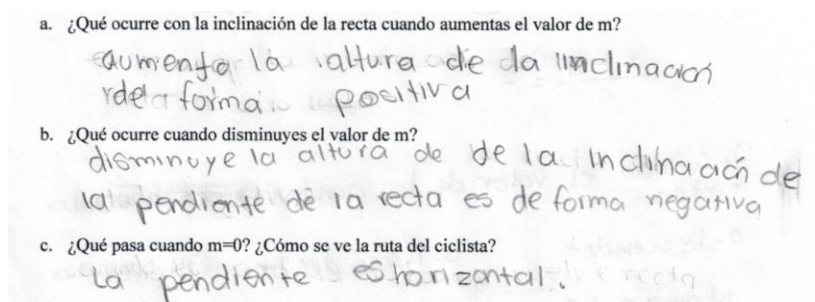 a. ¿Qué ocurre con la inclinación de la recta cuando aumentas el valor de m?
aumenta la altura de la inclinación
de la forma positiva
b. ¿Qué ocurre cuando disminuyes el valor de m?
disminuye la altura de de la inclinación de
la pendiente de la recta es de forma negativa
c. ¿Qué pasa cuando m=0? ¿Cómo se ve la ruta del ciclista?
La pendiente es horizontal.